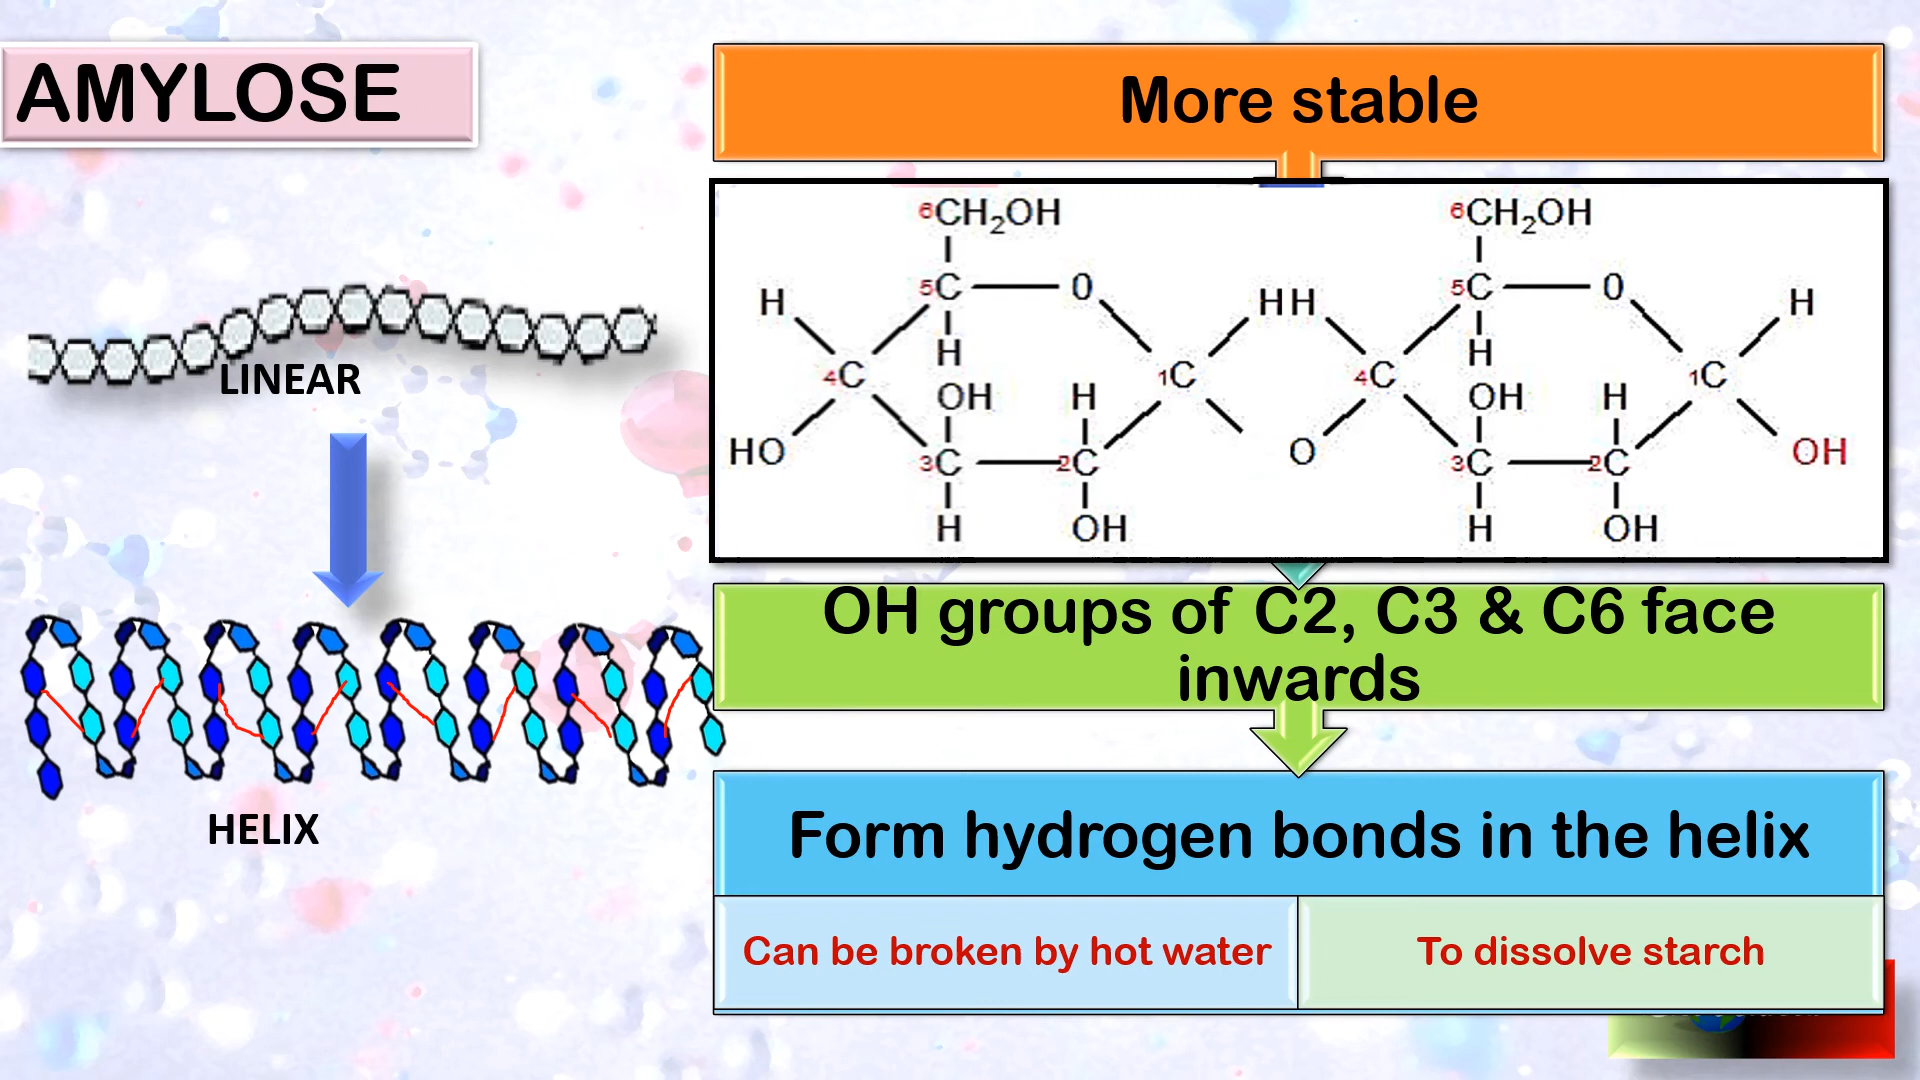 AMYLOSE
More stable
6CH2OH 6CH2OH
H 5C O H H 5C O H
H H
4C 1C 4C 1C
OH H OH H
HO 3C 2C O 3C 2C OH
H OH H OH
LINEAR
OH groups of C2, C3 & C6 face
inwards
HELIX
Form hydrogen bonds in the helix
Can be broken by hot water
To dissolve starch